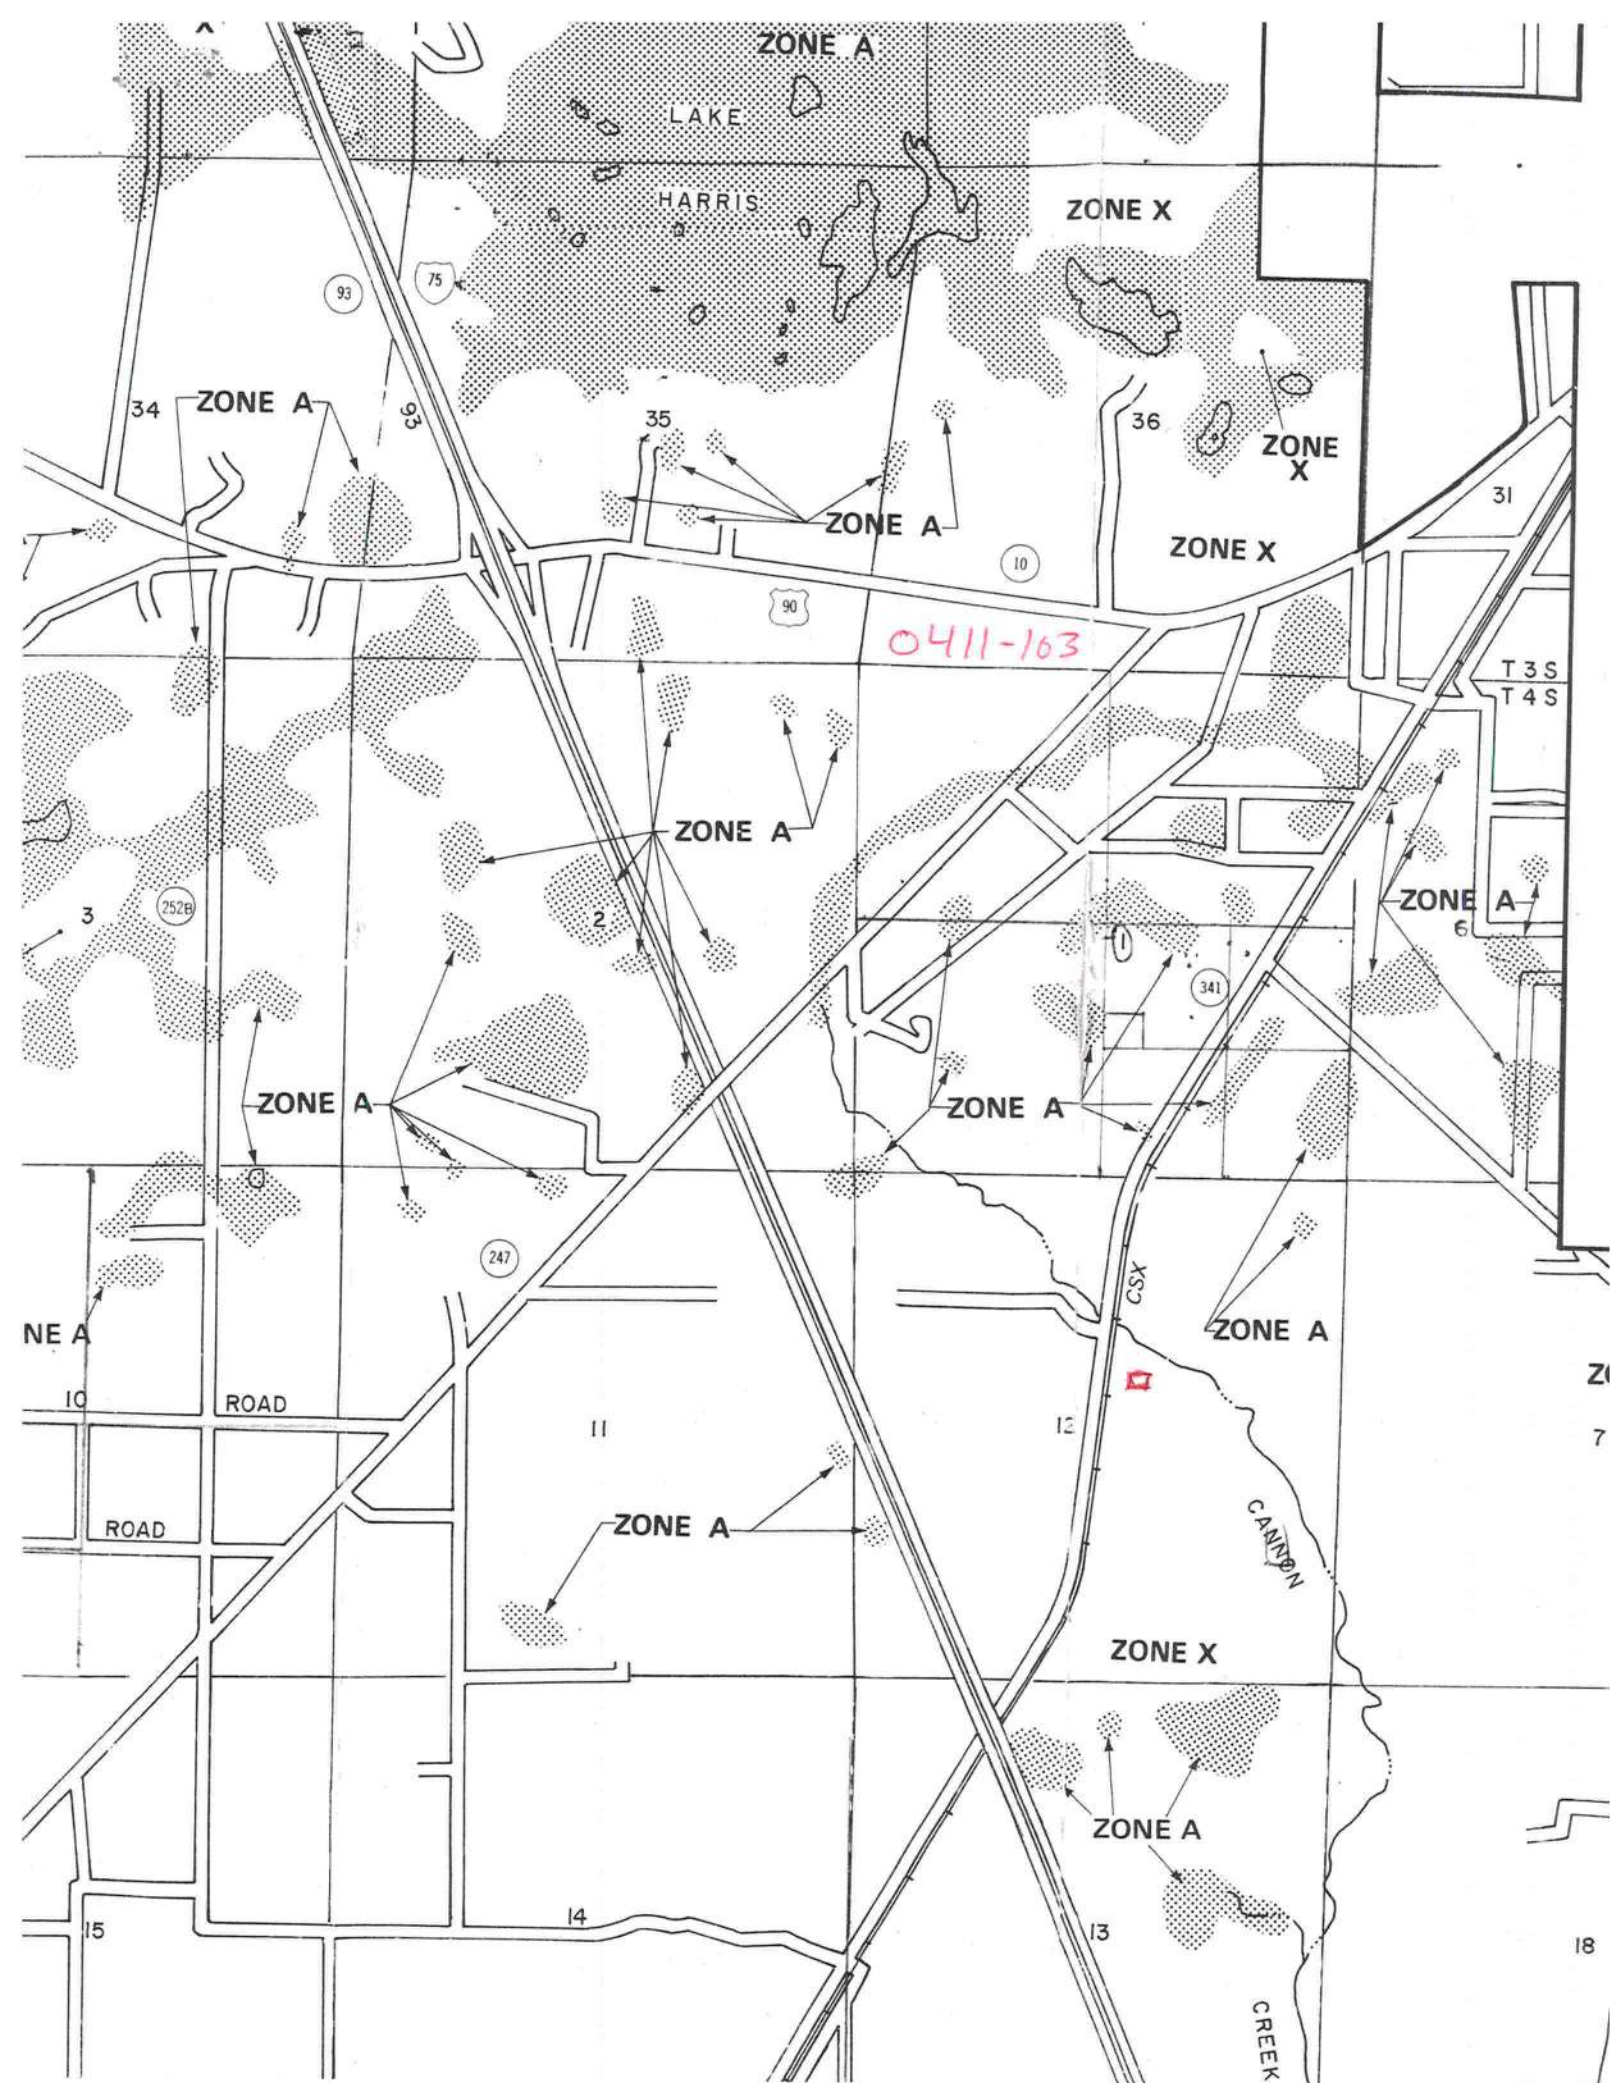 ZONE A
LAKE
HARRIS
ZONE X
93
75
34
ZONE A
93
35
36
ZONE
X
ZONE A
31
ZONE X
10
90
0411-163
T 3 S
T 4 S
ZONE A
3
252B
2
ZONE A
6
1
341
ZONE A
ZONE A
247
CSX
NE A
ZONE A
10
ROAD
11
12
7
ROAD
ZONE A
CANNON
ZONE X
ZONE A
15
14
13
18
CREEK